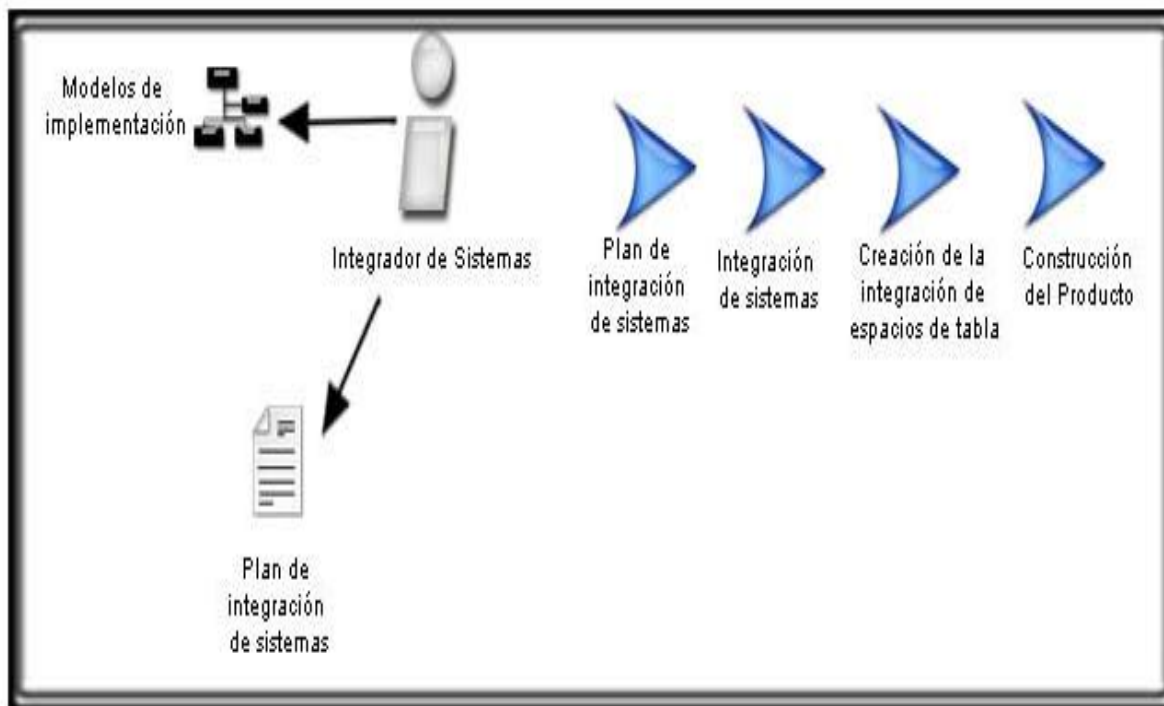 Modelos de
implementación
Integrador de Sistemas
Plan de
integración
de sistemas
Integración
de sistemas
Creación de la
integración de
espacios de tabla
Construcción
del Producto
Plan de
integración
de sistemas